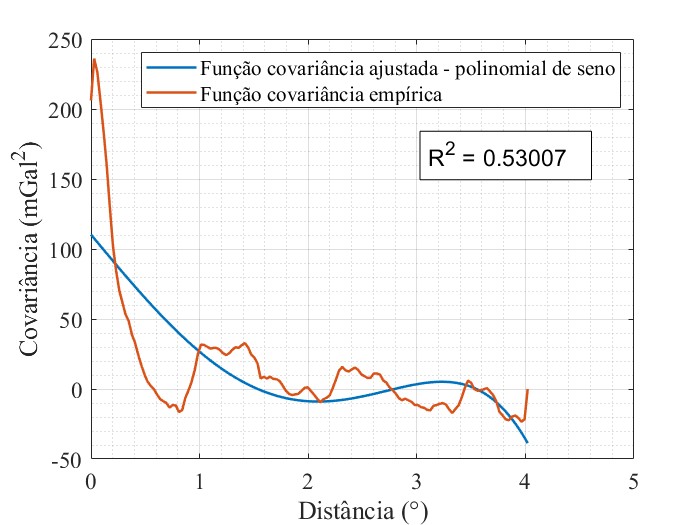 250
200
150
100
50
0
-50
0
1
2
3
4
5
Covariância (mGal²)
Distância (°)
Função covariância ajustada - polinomial de seno
Função covariância empírica
R² = 0.53007